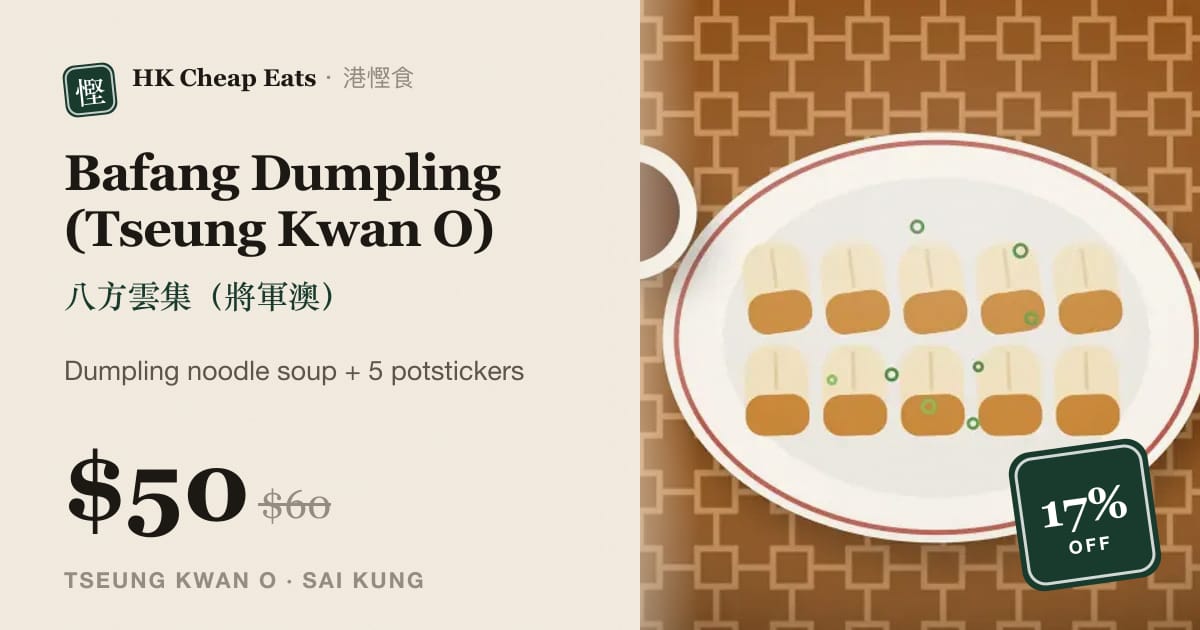 慳
HK Cheap Eats · 港慳食
Bafang Dumpling
(Tseung Kwan O)
八方雲集（將軍澳）
Dumpling noodle soup + 5 potstickers
$50 $60
TSEUNG KWAN O · SAI KUNG
17%
OFF